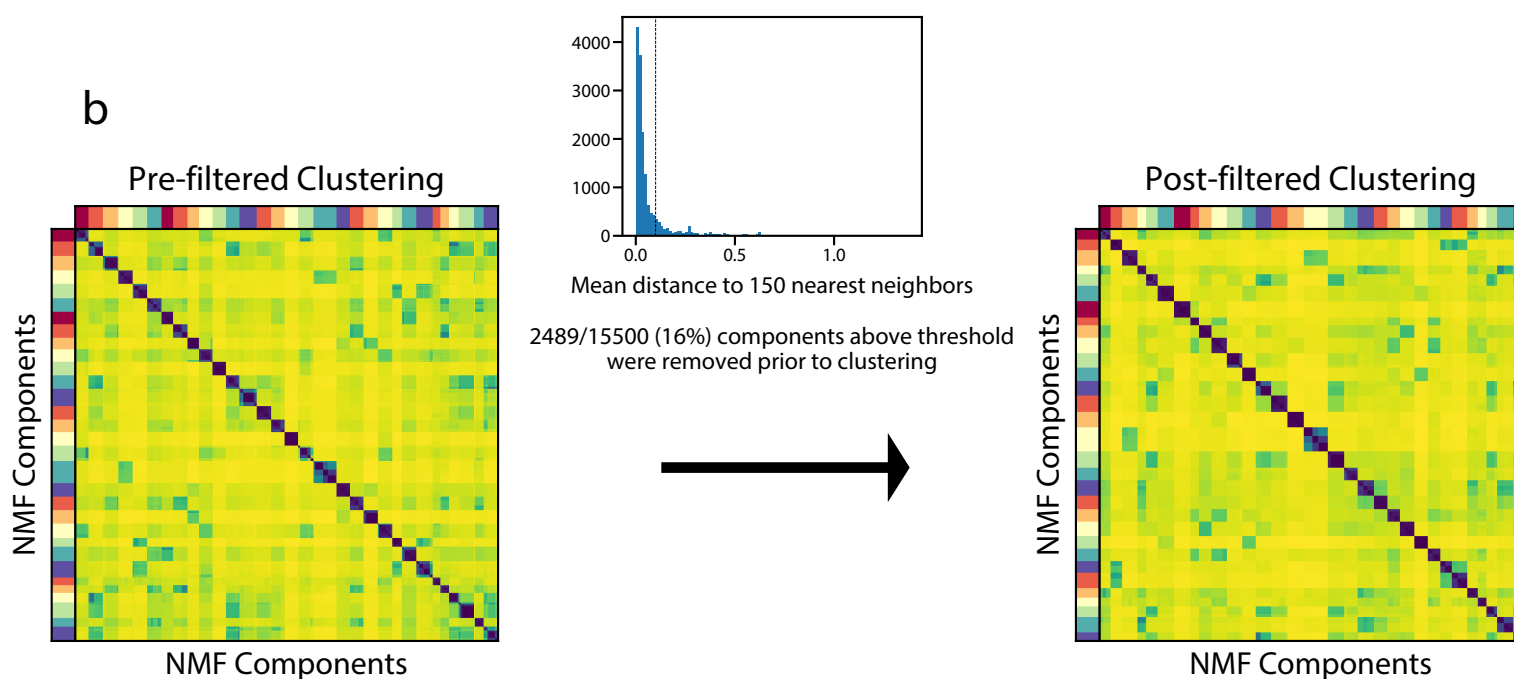 b
Pre-filtered Clustering
NMF Components
NMF Components
4000
3000
2000
1000
0
0.0
0.5
1.0
Mean distance to 150 nearest neighbors
2489/15500 (16%) components above threshold
were removed prior to clustering
Post-filtered Clustering
NMF Components
NMF Components